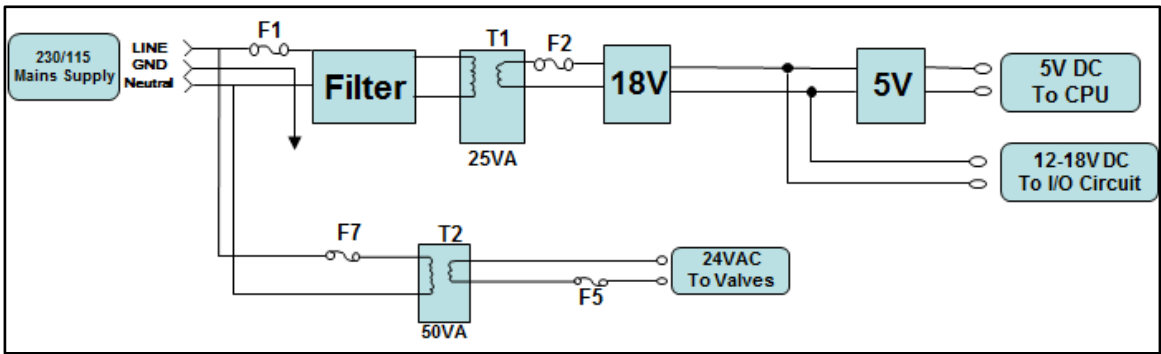 230/115
Mains Supply
LINE
GND
Neutral
F1
Filter
T1
25VA
F2
18V
5V
5V DC
To CPU
12-18V DC
To I/O Circuit
F7
T2
50VA
F5
24VAC
To Valves